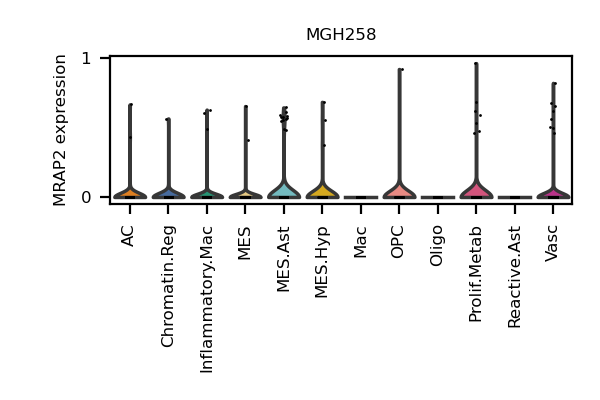 MGH258
MRAP2 expression
1
0
AC
Chromatin.Reg
Inflammatory.Mac
MES
MES.Ast
MES.Hyp
Mac
OPC
Oligo
Prolif.Metab
Reactive.Ast
Vasc